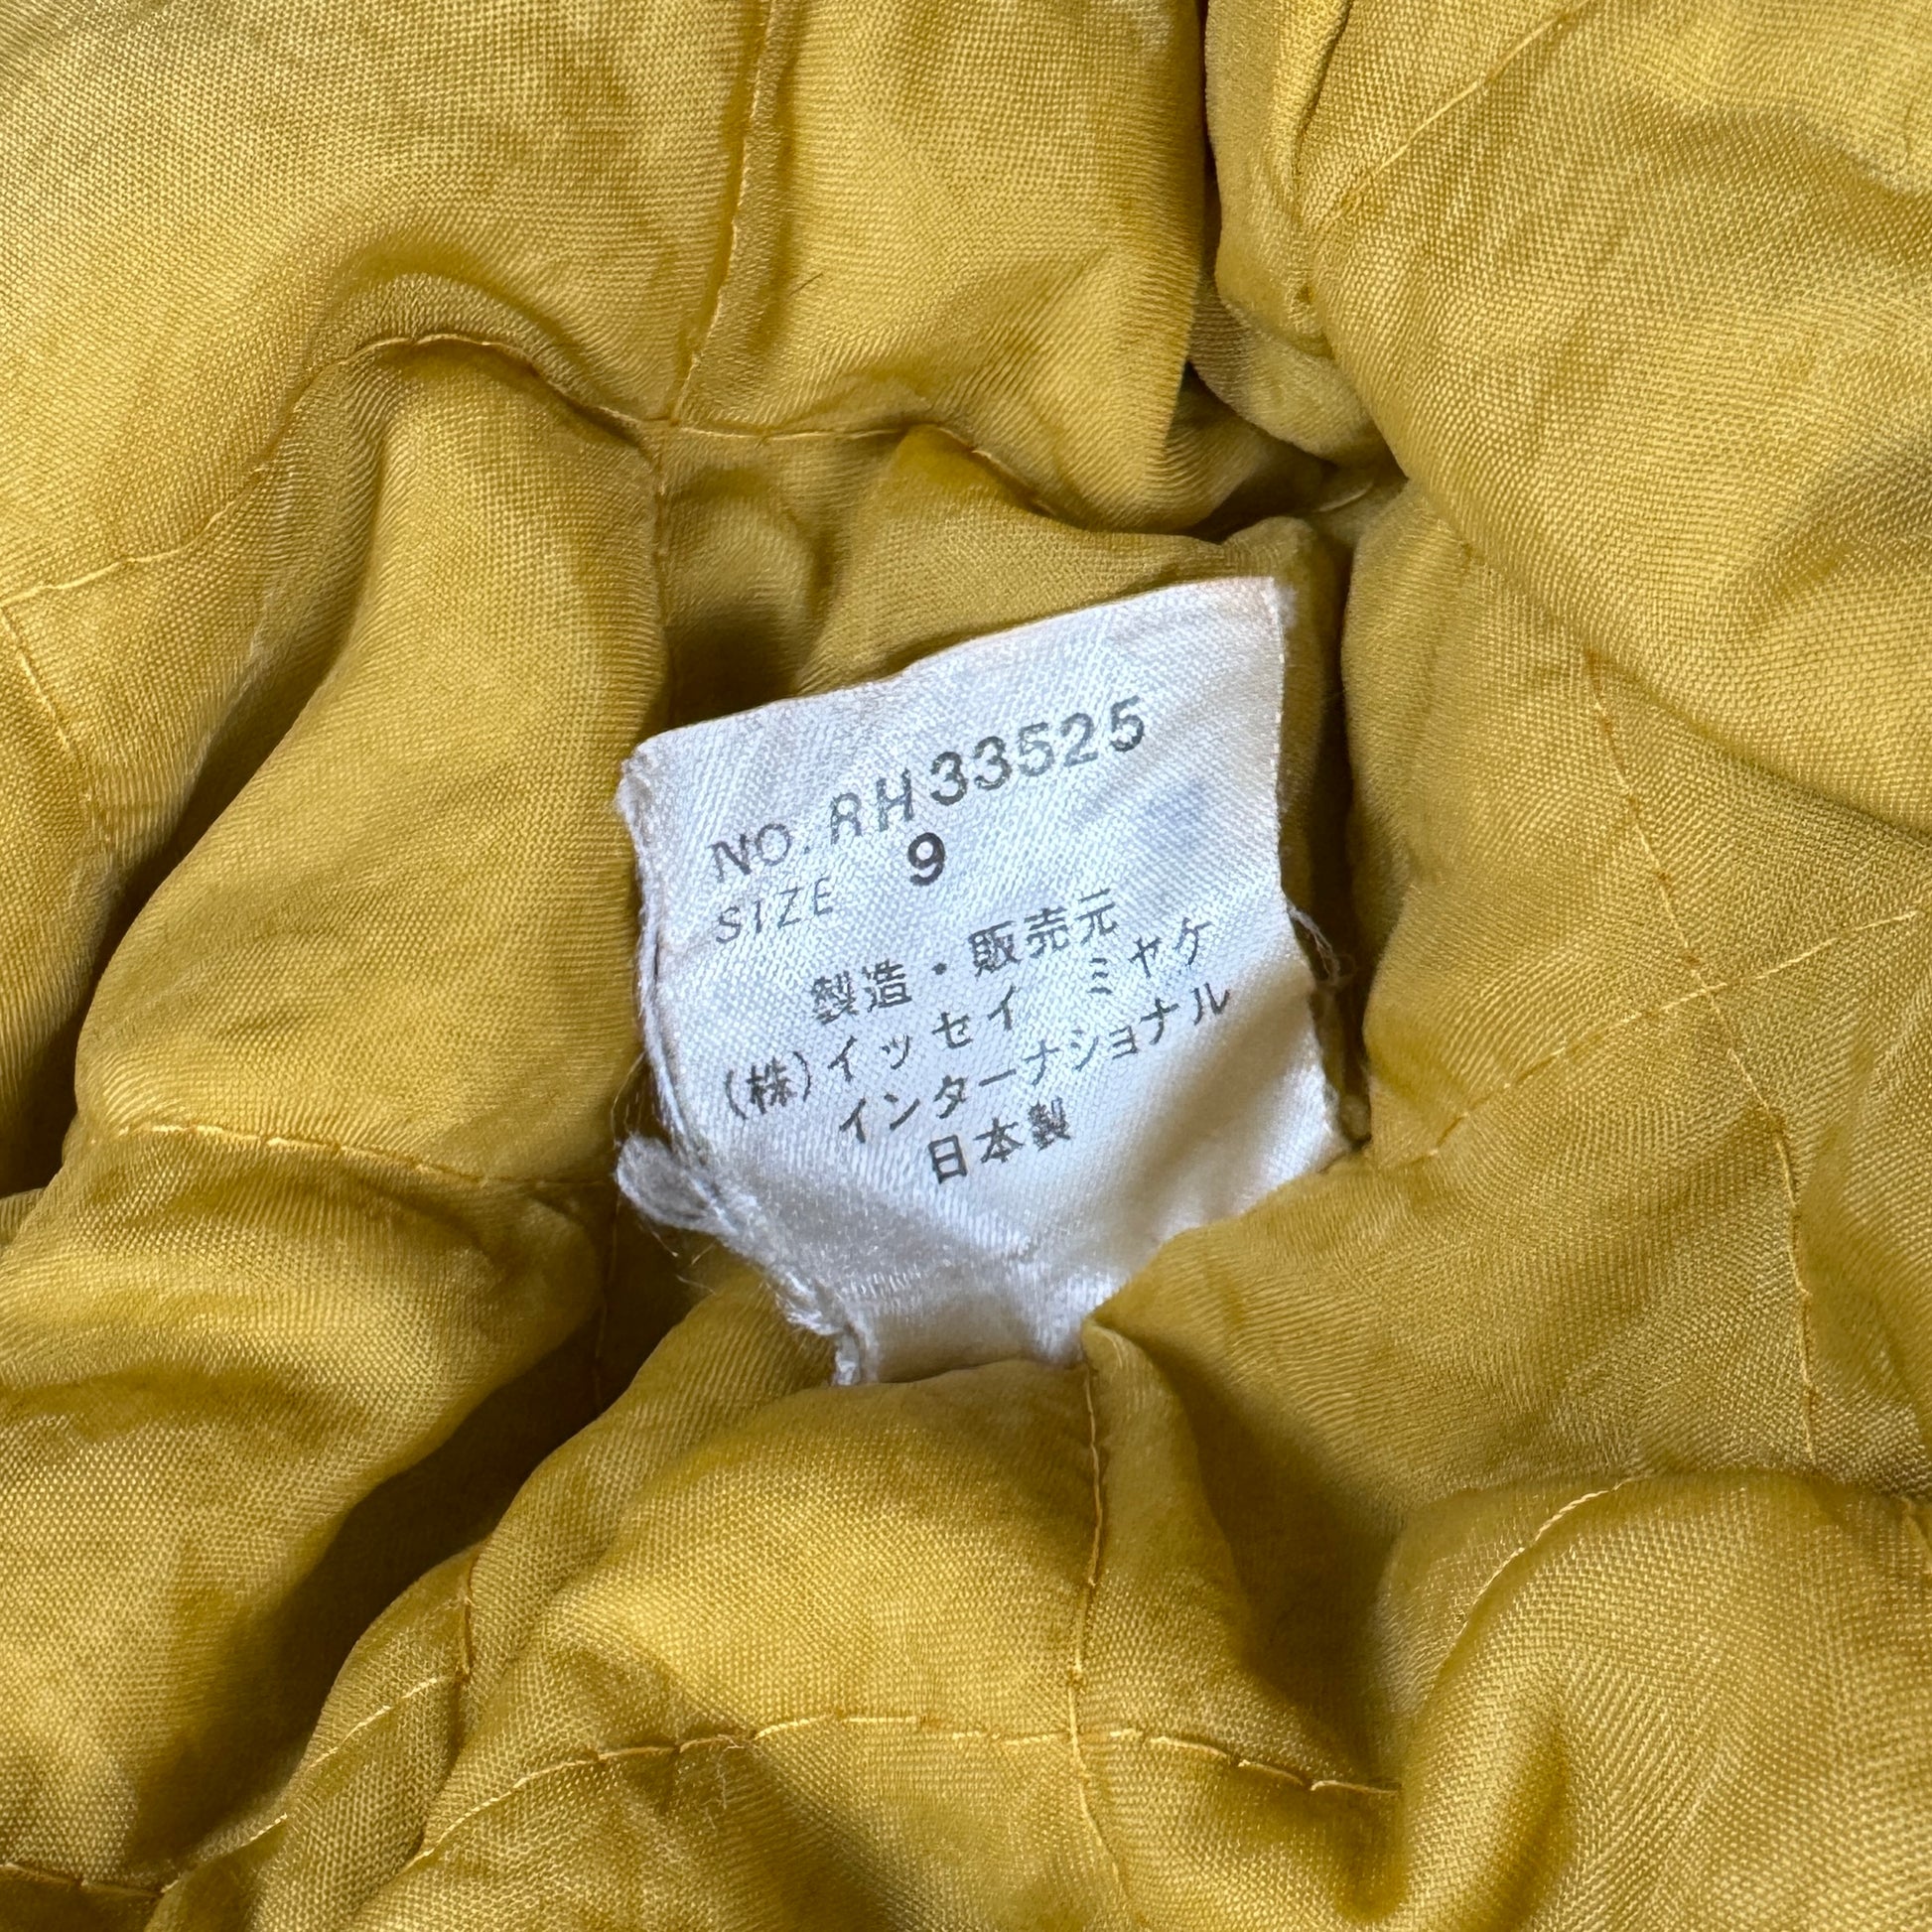 NO. RH33525
SIZE 9
製造・販売元
(株)イッセイ ミヤケ
インターナショナル
日本製